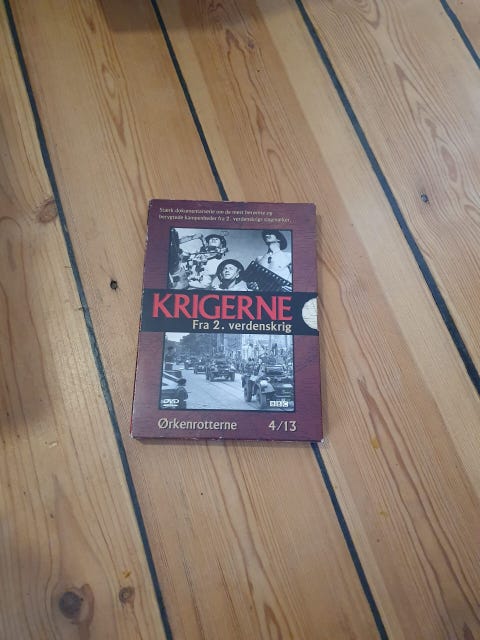 Stærk dokumentarserie om de mest berømte og
berygtede kampenheder fra 2. verdenskrigs slagmarker.
KRIGERNE
Fra 2. verdenskrig
DVD
Ørkenrotterne 4/13